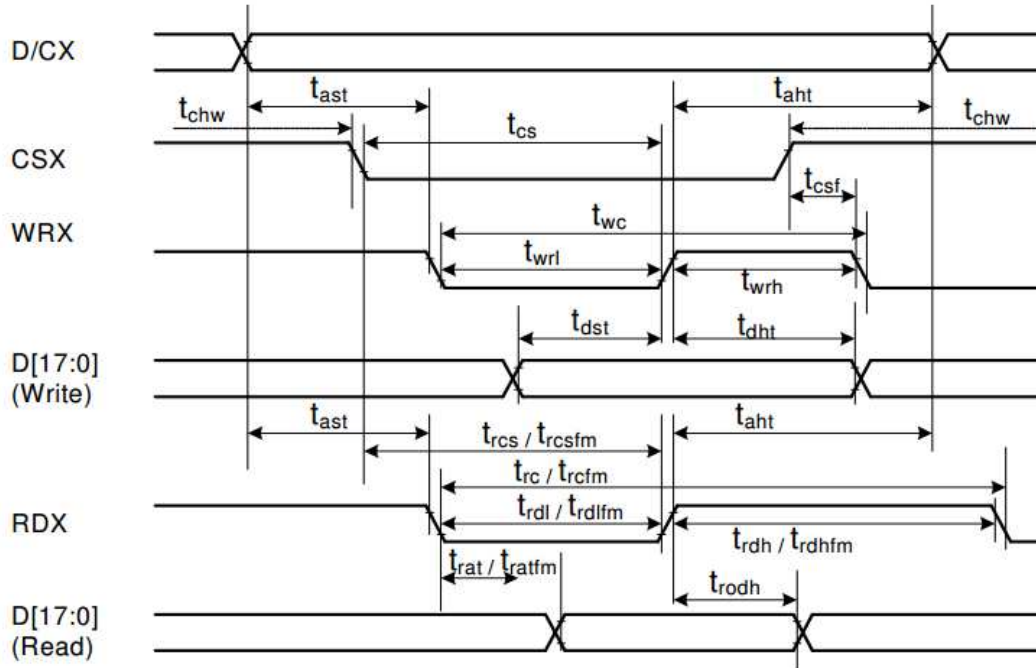 D/CX
t_ast t_aht
t_chw t_chw
t_cs
CSX
t_csf
WRX
t_wc
t_wrl
t_wrh
t_dst t_dht
D[17:0]
(Write)
t_ast t_aht
t_rcs / t_rcsfm
t_rc / t_rcfm
RDX
t_rdl / t_rdlfm
t_rdh / t_rdhfm
t_rat / t_ratfm
t_rodh
D[17:0]
(Read)